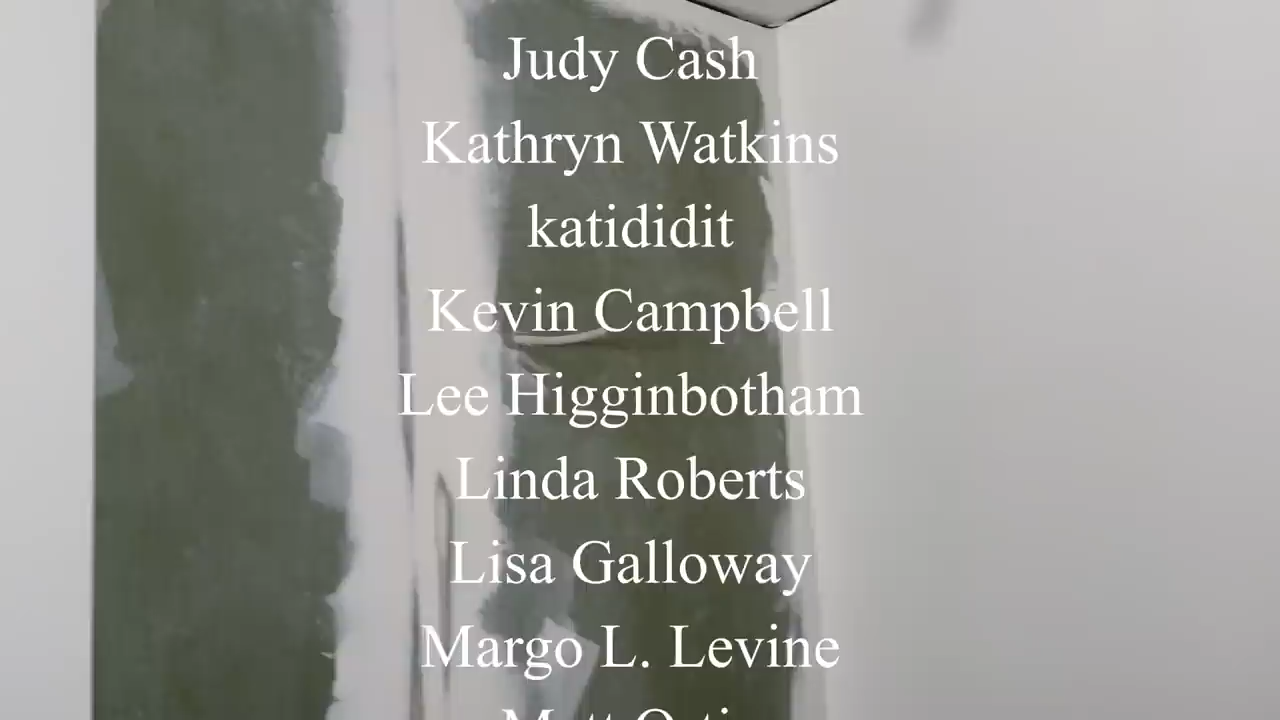 Judy Cash
Kathryn Watkins
katididit
Kevin Campbell
Lee Higginbotham
Linda Roberts
Lisa Galloway
Margo L. Levine